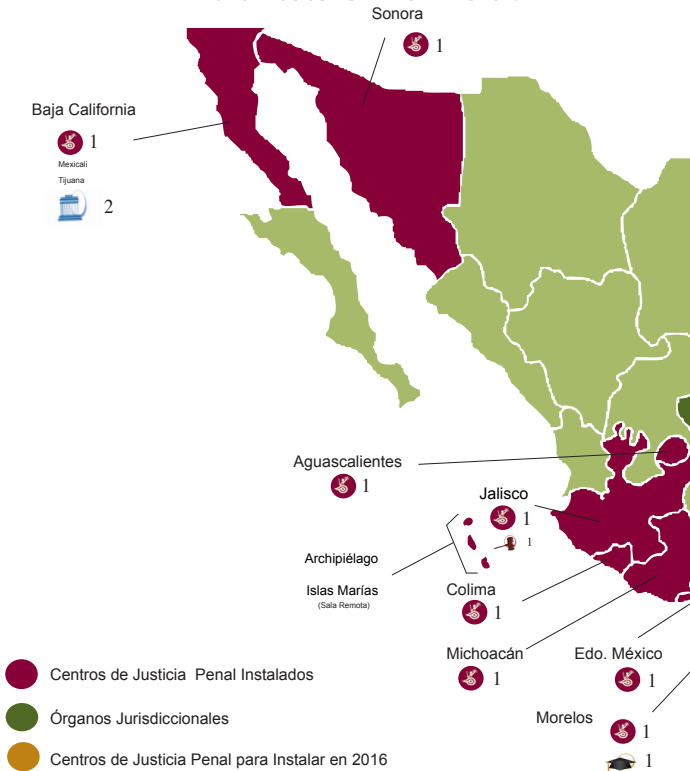 Sonora
1
Baja California
1
Mexicali
Tijuana
2
Aguascalientes
1
Jalisco
1
1
Archipiélago
Islas Marías
(Sala Remota)
Colima
1
Michoacán
1
Edo. México
1
Morelos
1
1
Centros de Justicia Penal Instalados
Órganos Jurisdiccionales
Centros de Justicia Penal para Instalar en 2016